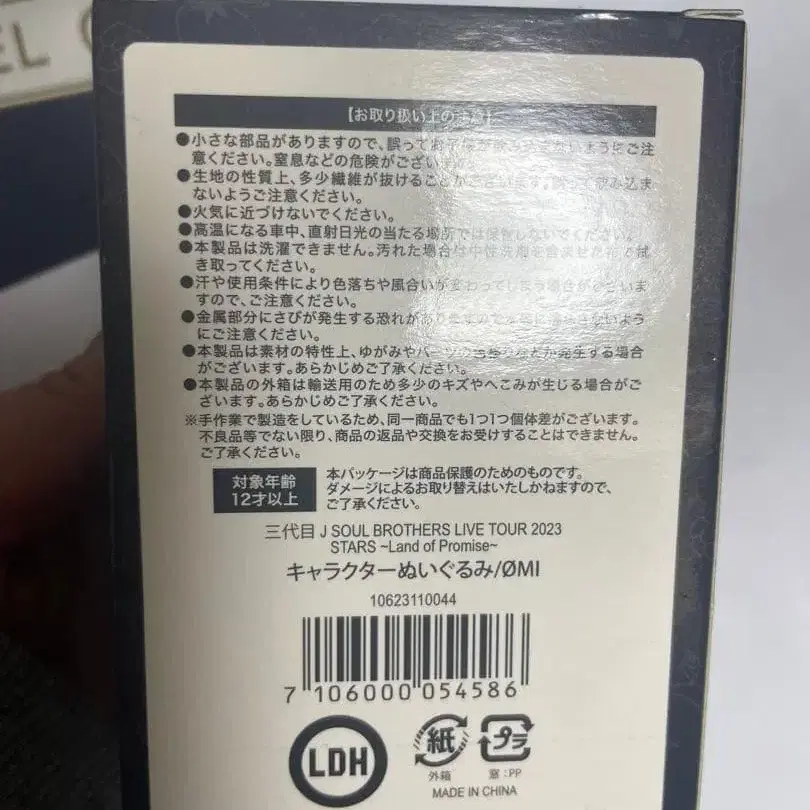 EL
【お取り扱い上の注意】
●小さな部品がありますので、誤ってお子様が飲み込まないようにご注
意ください。窒息などの危険がございます。
●生地の性質上、多少繊維が抜けることがございます。誤って飲み込ま
ないようご注意ください。
●火気に近づけないでください。
●高温になる車中、直射日光の当たる場所では保管しないでください。
●本製品は洗濯できません。汚れた場合は中性洗剤を含ませた布で拭
き取ってください。
●汗や使用条件により色落ちや風合いが変わってしまう場合がございま
すので、ご注意ください。
●金属部分にさびが発生する恐れがありますので水等に濡らさないよう
にご注意ください。
●本製品は素材の特性上、ゆがみやパーツの などが発生する場合
がございます。あらかじめご了承ください。
●本製品の外箱は輸送用のため多少のキズやへこみが生じる場合がご
ざいます。あらかじめご了承ください。
※手作業で製造をしているため、同一商品でも1つ1つ個体差がございます。
不良品等でない限り、商品の返品や交換をお受けすることはできません。
ご了承ください。
対象年齢
12才以上
本パッケージは商品保護のためのものです。
ダメージによるお取り替えはいたしかねますので、
ご了承ください。
三代目 J SOUL BROTHERS LIVE TOUR 2023
STARS ~Land of Promise~
キャラクターぬいぐるみ/ØMI
10623110044
7 106000 054586
LDH
紙
プラ
外箱
窓:PP
MADE IN CHINA